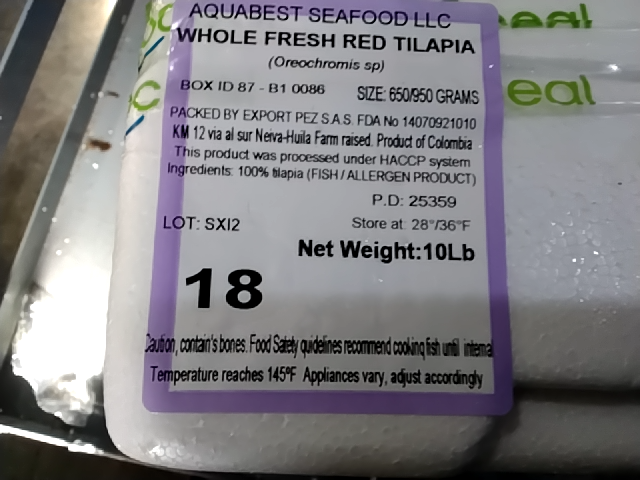 AQUABEST SEAFOOD LLC
WHOLE FRESH RED TILAPIA
(Oreochromis sp)
BOX ID 87 - B1 0086 SIZE: 650/950 GRAMS
PACKED BY EXPORT PEZ S.A.S. FDA No 14070921010
KM 12 via al sur Neiva-Huila Farm raised. Product of Colombia
This product was processed under HACCP system
Ingredients: 100% tilapia (FISH / ALLERGEN PRODUCT)
P.D: 25359
LOT: SXI2 Store at: 28°/36°F
Net Weight:10Lb
18
Caution, contain's bones. Food Safety guidelines recommend cooking fish until internal
Temperature reaches 145ºF Appliances vary, adjust accordingly
eal
eal